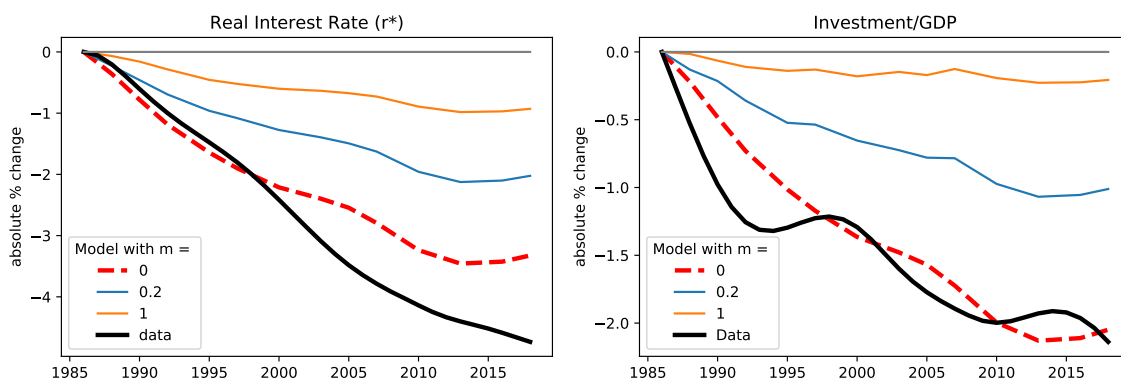 Real Interest Rate (r*)
absolute % change
0
−1
−2
−3
−4
Model with m =
0
0.2
1
data
1985 1990 1995 2000 2005 2010 2015
Investment/GDP
absolute % change
0.0
−0.5
−1.0
−1.5
−2.0
Model with m =
0
0.2
1
Data
1985 1990 1995 2000 2005 2010 2015